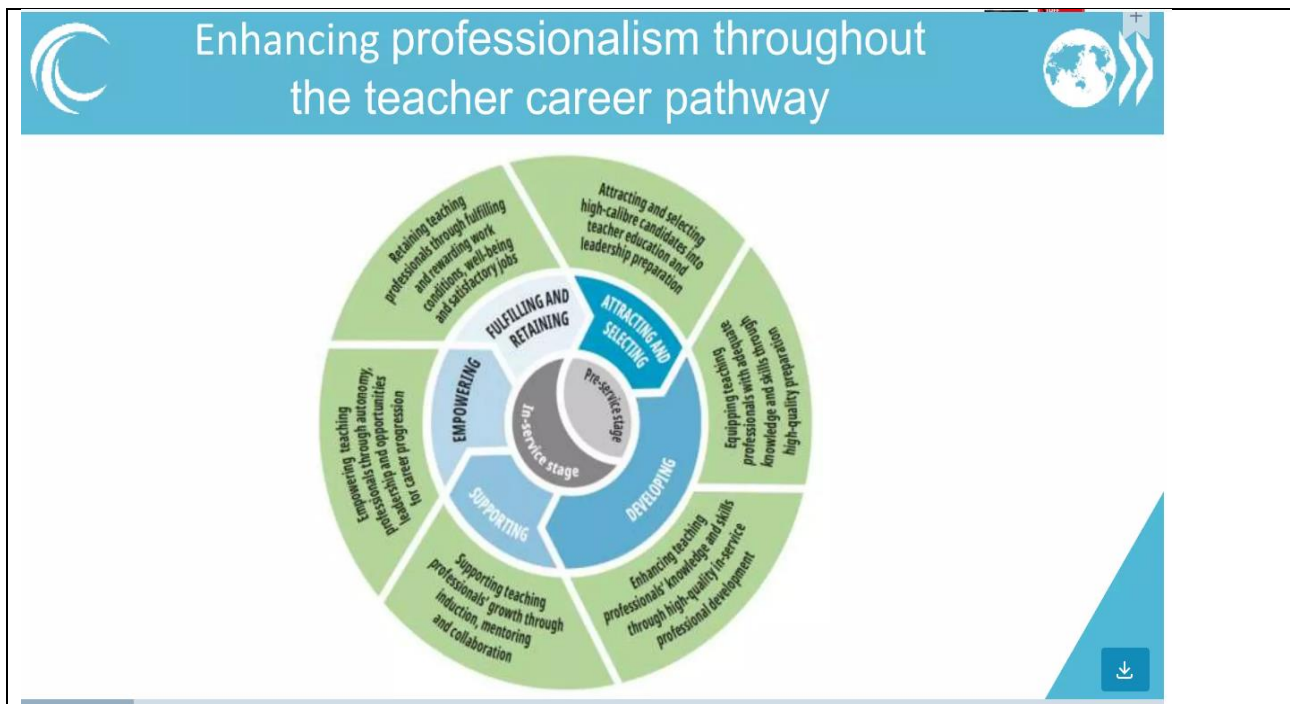 Enhancing professionalism throughout
the teacher career pathway
Attracting and selecting
high-calibre candidates into
teacher education and
leadership preparation
Equipping teaching
professionals with adequate
knowledge and skills through
high-quality preparation
Enhancing teaching
professionals' knowledge and skills
through high-quality in-service
professional development
Supporting teaching
professionals' growth through
induction, mentoring
and collaboration
Empowering teaching
professionals through autonomy,
leadership and opportunities
for career progression
Retaining teaching
professionals through fulfilling
and rewarding work
conditions, well-being
and satisfactory jobs
ATTRACTING AND
SELECTING
DEVELOPING
SUPPORTING
EMPOWERING
FULFILLING AND
RETAINING
Pre-service stage
In-service stage